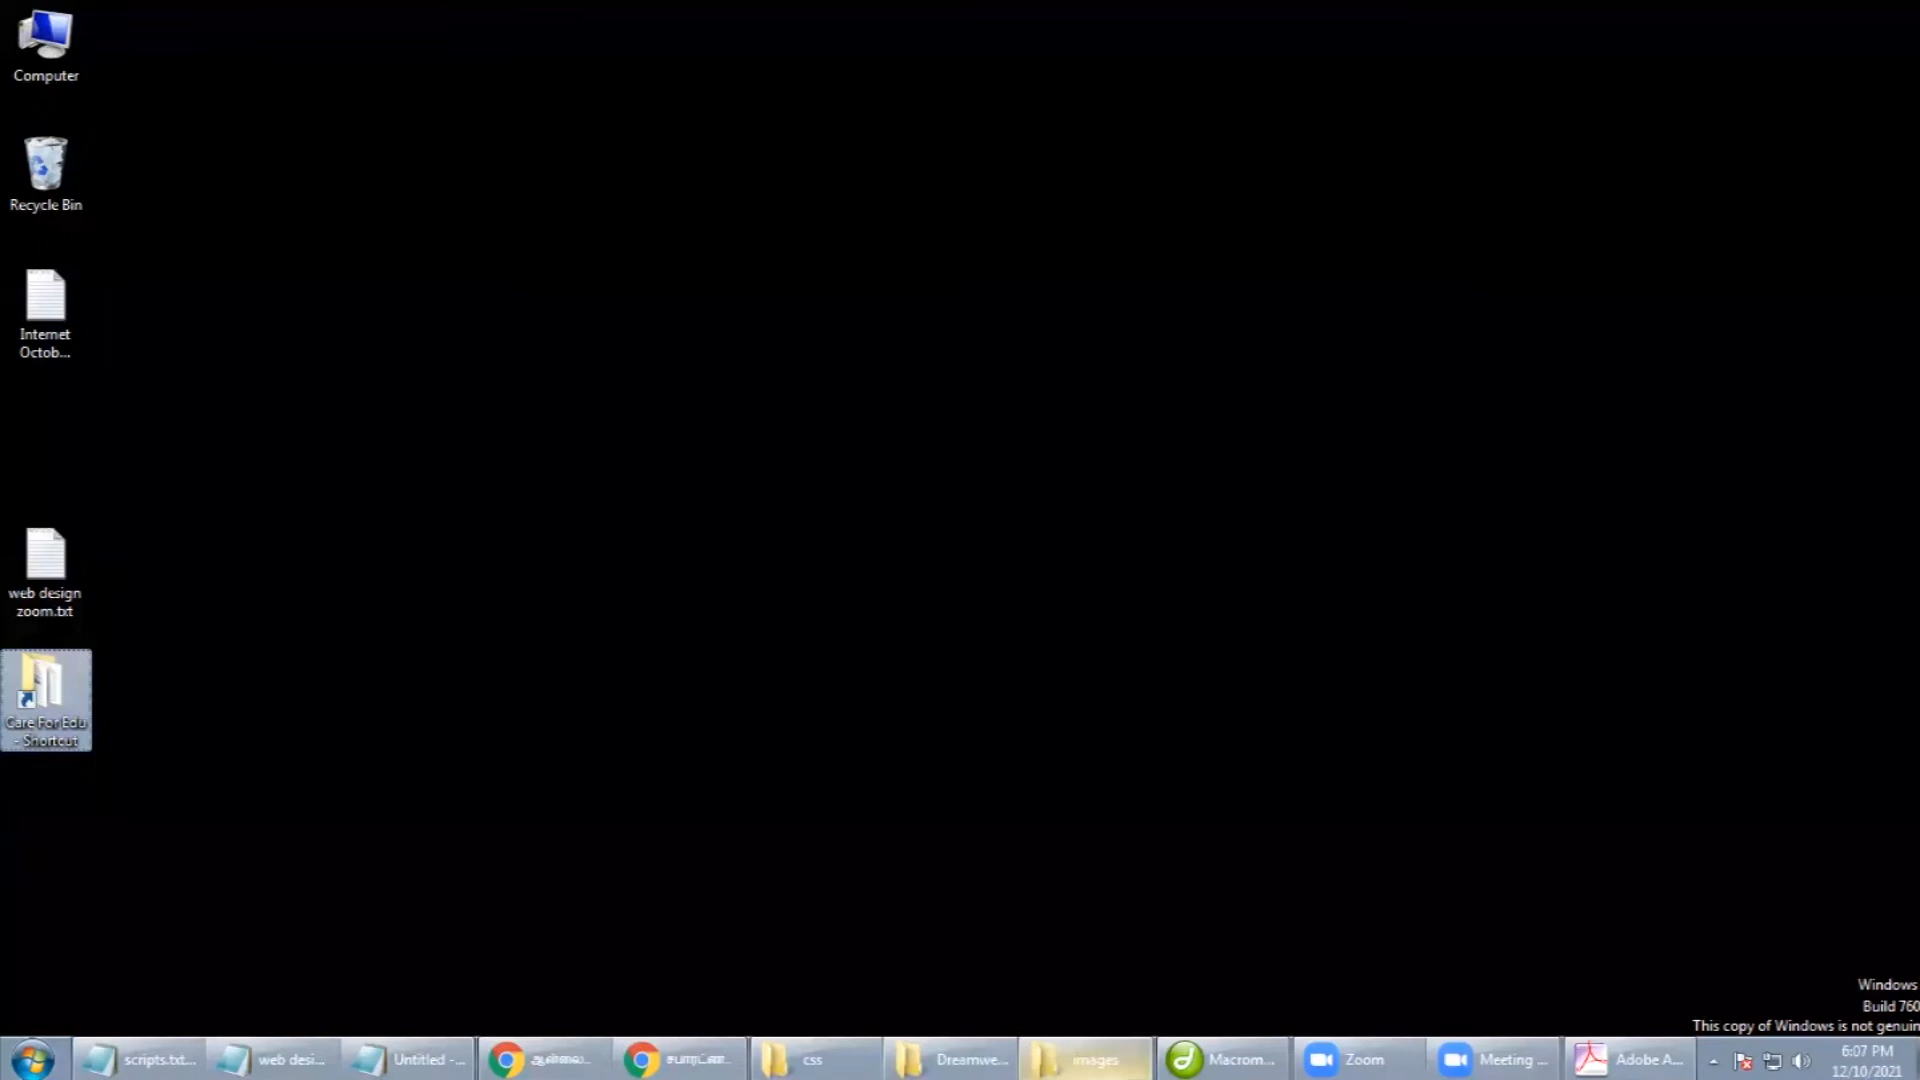 Computer
Recycle Bin
Internet
Octob...
web design
zoom.txt
Care For Edu
- Shortcut
Windows
Build 760
This copy of Windows is not genuin
scripts.txt...
web desi...
Untitled -...
css
Dreamwe...
images
Macrom...
Zoom
Meeting ...
Adobe A...
6:07 PM
12/10/2021